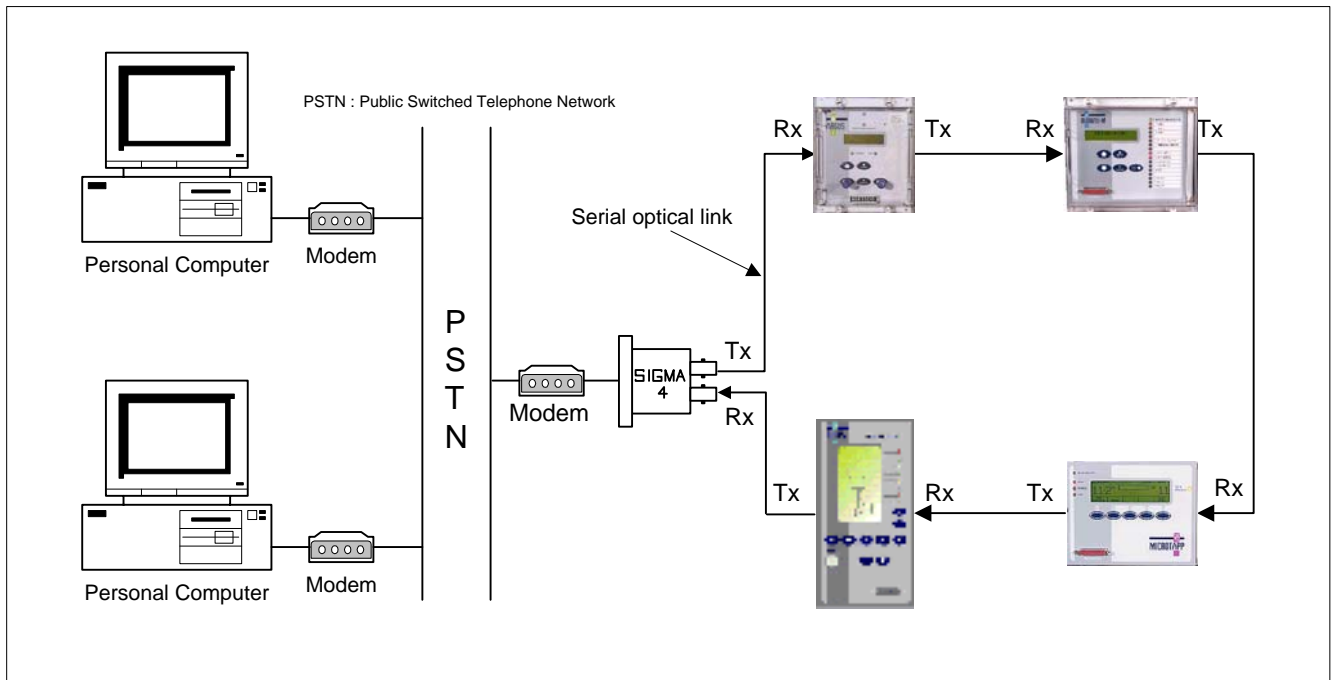 PSTN : Public Switched Telephone Network
Rx
Tx
Rx
Tx
Serial optical link
Modem
Personal Computer
P
S
T
N
Tx
SIGMA
4
Modem
Rx
Tx
Rx
Tx
Rx
MICROTAPP
Modem
Personal Computer